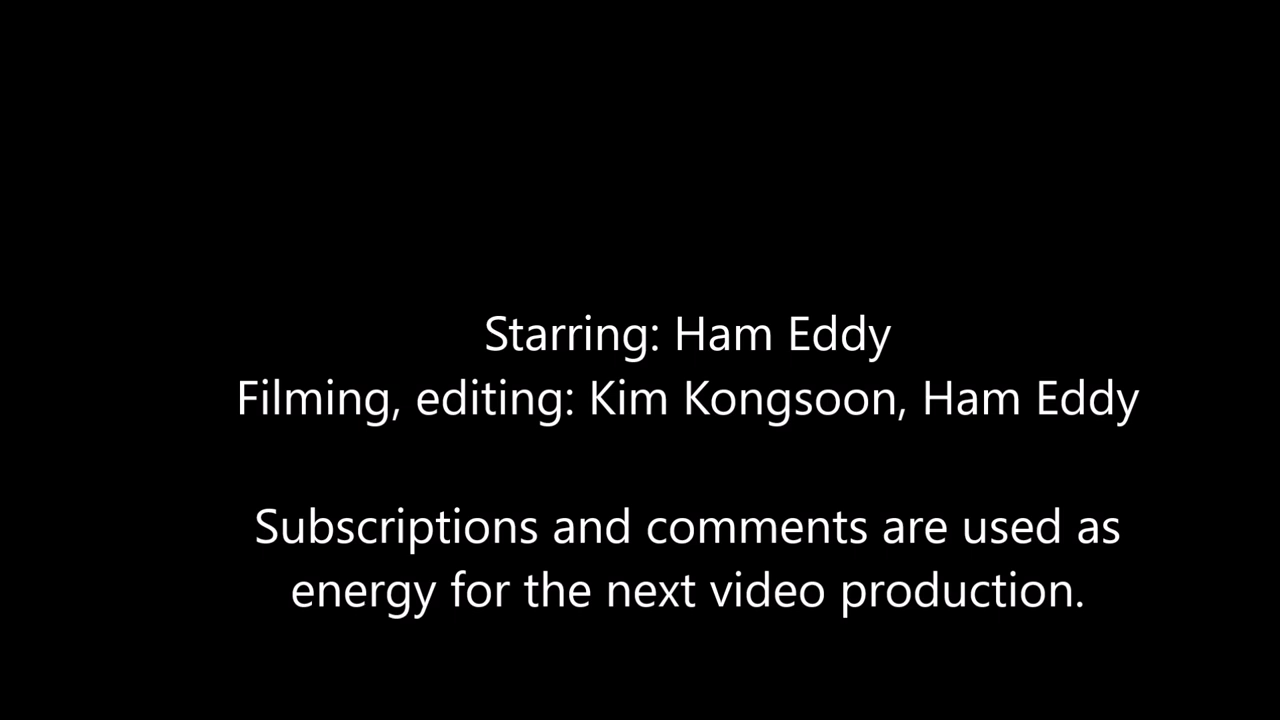 Starring: Ham Eddy
Filming, editing: Kim Kongsoon, Ham Eddy
Subscriptions and comments are used as
energy for the next video production.